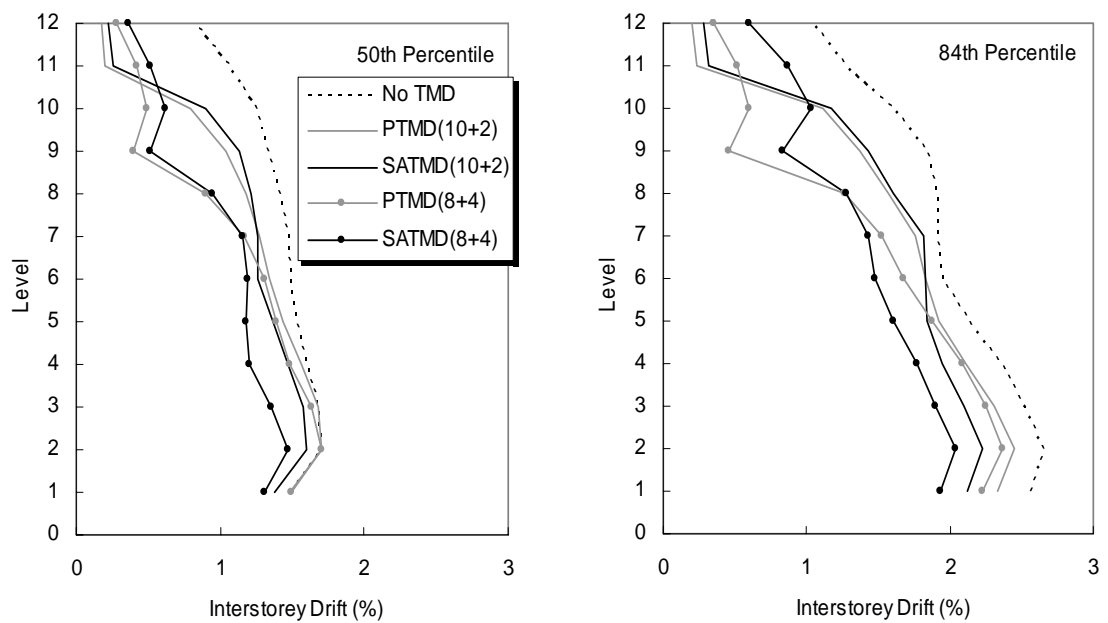 50th Percentile
No TMD
PTMD(10+2)
SATMD(10+2)
PTMD(8+4)
SATMD(8+4)
12
11
10
9
8
7
6
5
4
3
2
1
0
Level
0 1 2 3
Interstorey Drift (%)
84th Percentile
12
11
10
9
8
7
6
5
4
3
2
1
0
Level
0 1 2 3
Interstorey Drift (%)